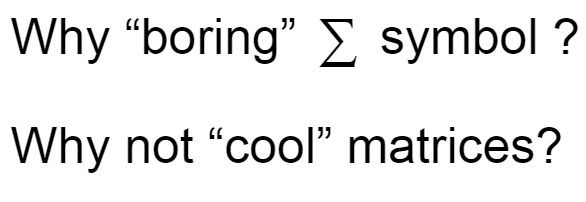 Why “boring” ∑ symbol ?
Why not “cool” matrices?